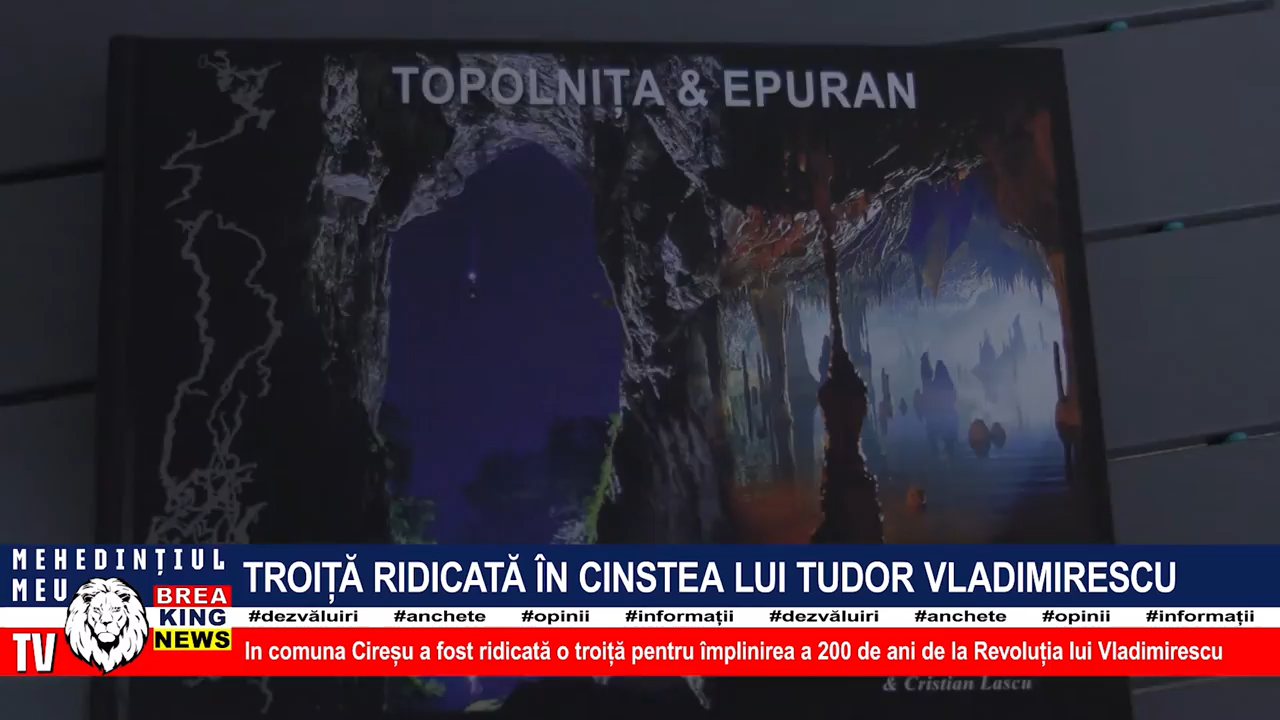 TOPOLNIȚA & EPURAN
MEHEDINȚIUL
MEU
TV
BREA
KING
NEWS
TROIȚĂ RIDICATĂ ÎN CINSTEA LUI TUDOR VLADIMIRESCU
#dezvăluiri #anchete #opinii #informații #dezvăluiri #anchete #opinii #informații
In comuna Cireșu a fost ridicată o troiță pentru împlinirea a 200 de ani de la Revoluția lui Vladimirescu
& Cristian Lascu